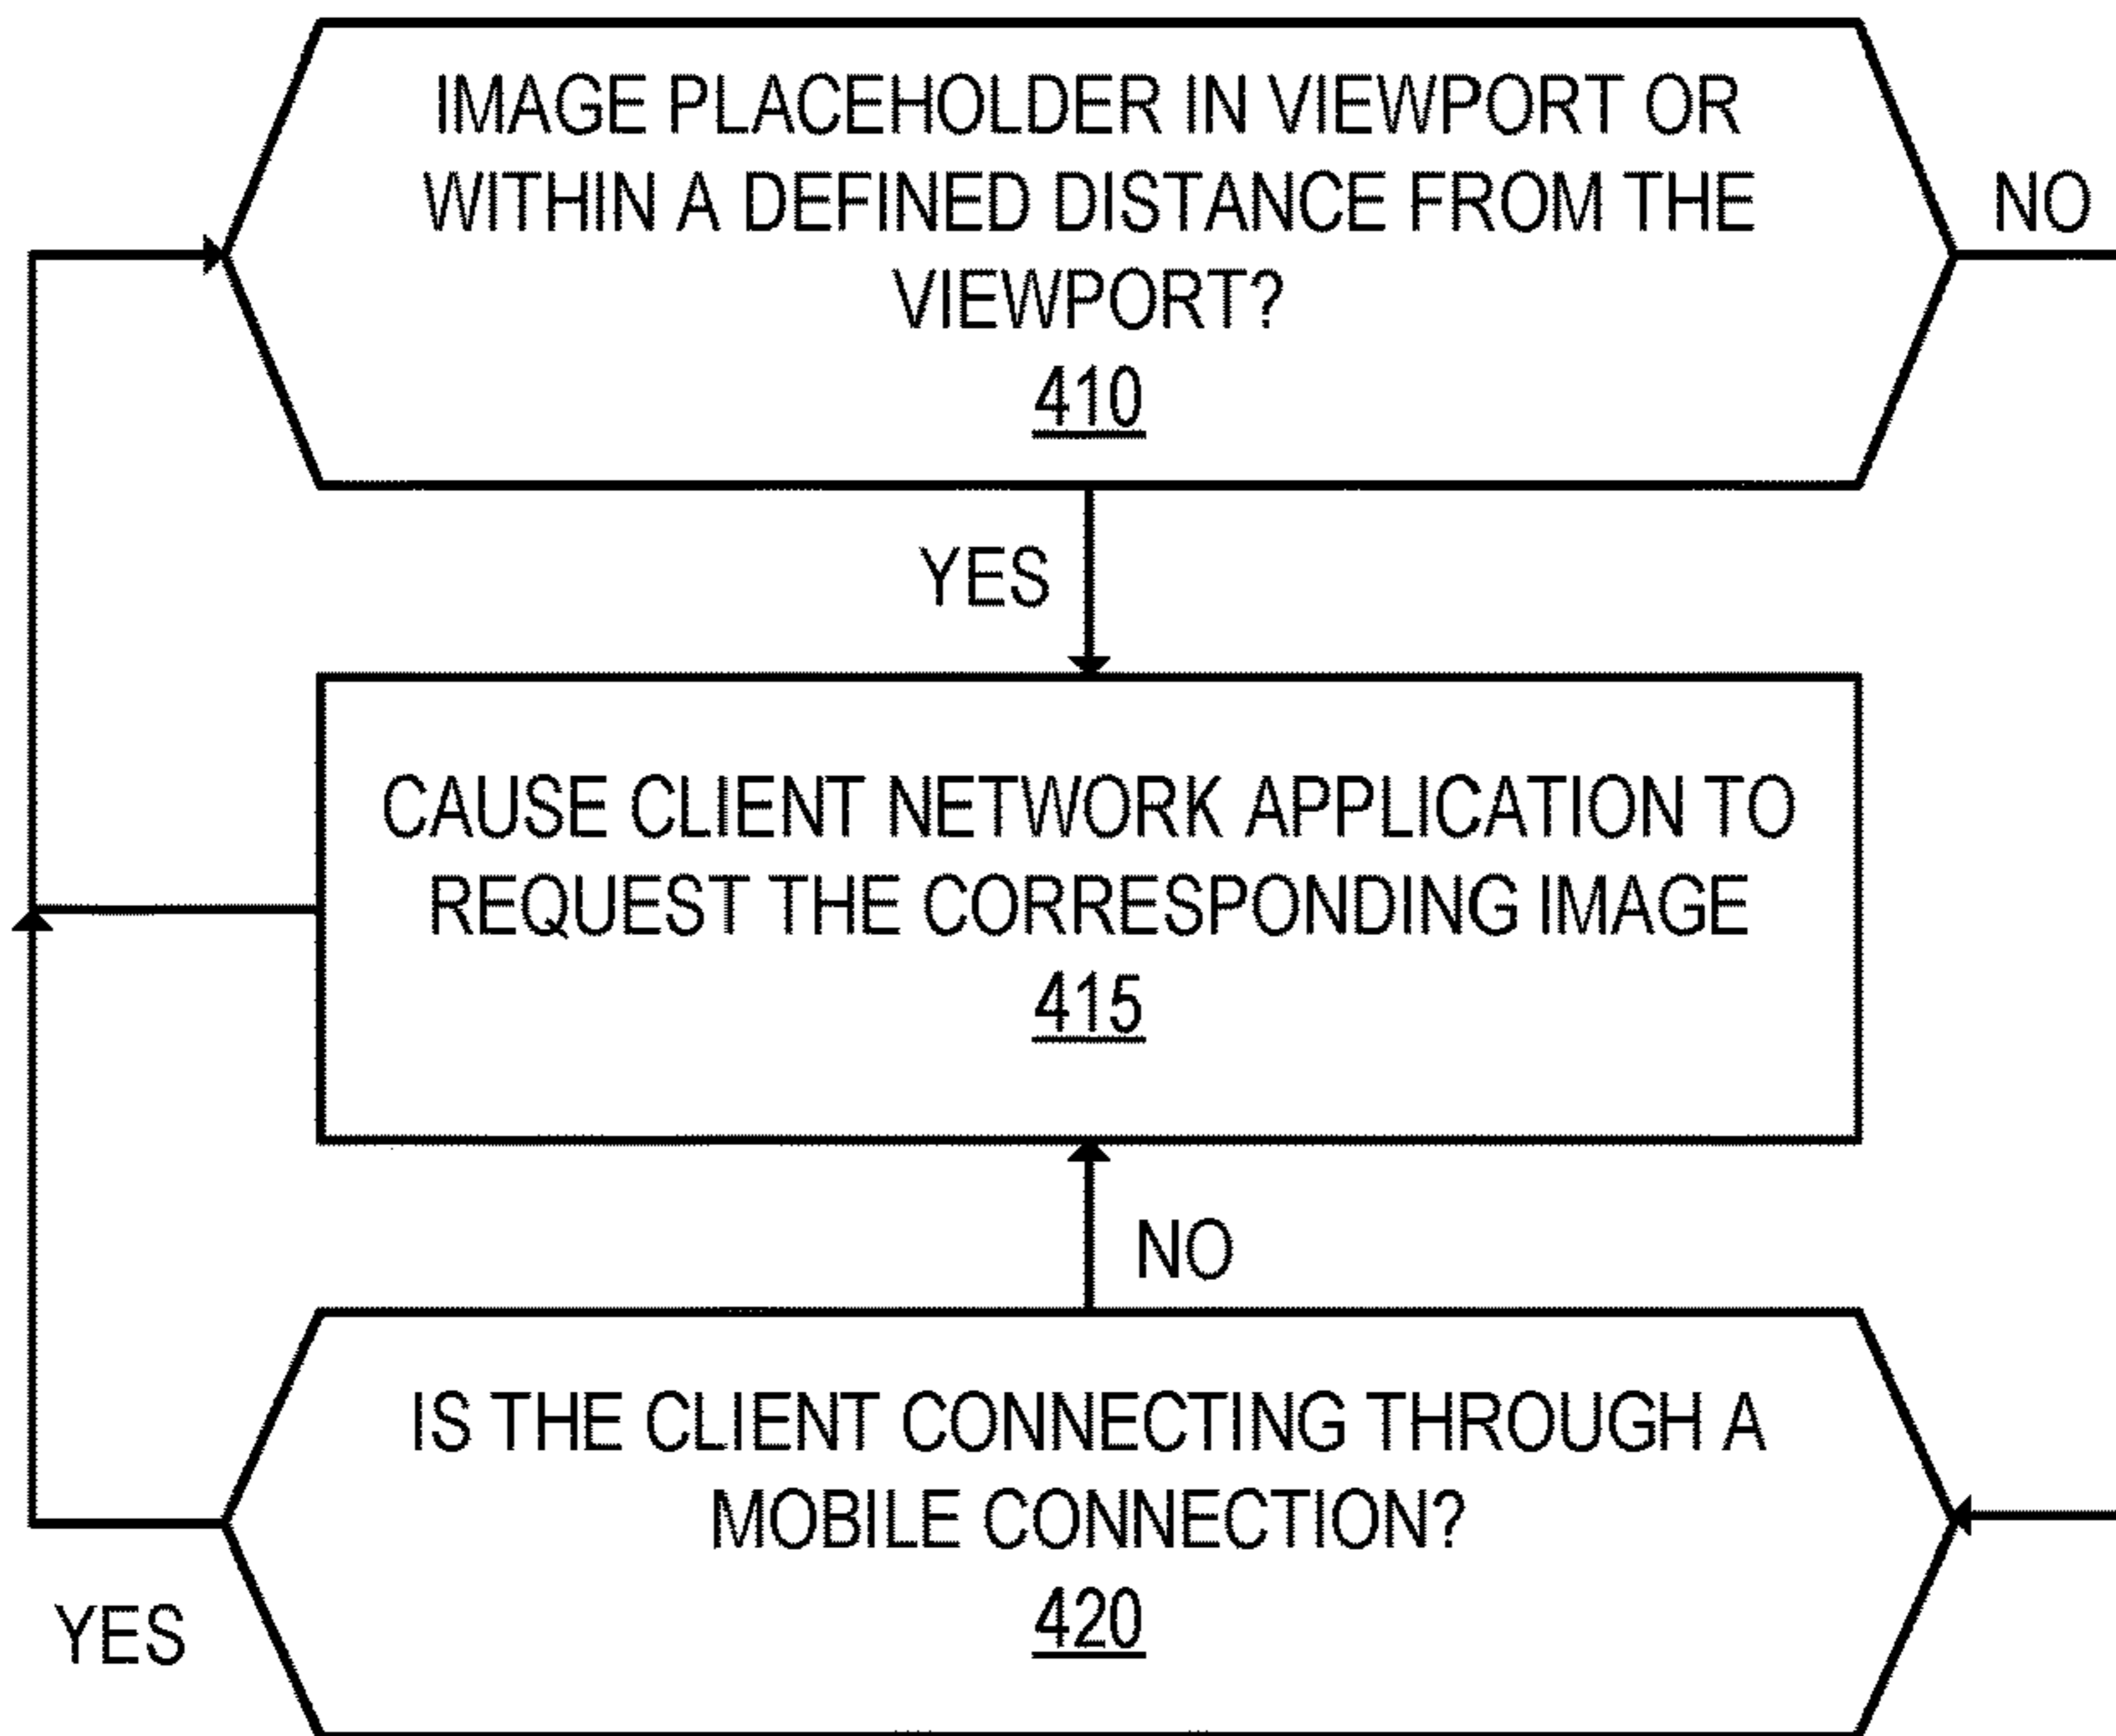 IMAGE PLACEHOLDER IN VIEWPORT OR
WITHIN A DEFINED DISTANCE FROM THE
VIEWPORT?
410
NO
YES
CAUSE CLIENT NETWORK APPLICATION TO
REQUEST THE CORRESPONDING IMAGE
415
NO
IS THE CLIENT CONNECTING THROUGH A
MOBILE CONNECTION?
420
YES